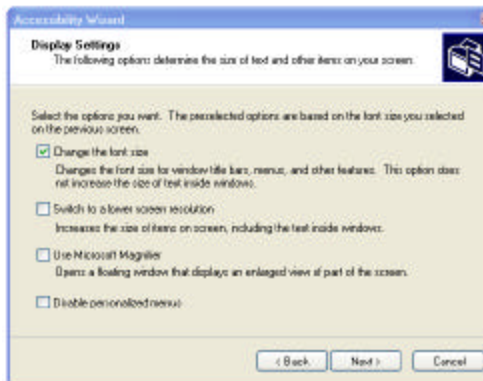 Accessibility Wizard
Display Settings
The following options determine the size of text and other items on your screen.
Select the options you want. The preselected options are based on the font size you selected
on the previous screen.
Change the font size
Changes the font size for window title bars, menus, and other features. This option does
not increase the size of text inside windows.
Switch to a lower screen resolution
Increases the size of items on screen, including the text inside windows.
Use Microsoft Magnifier
Opens a floating window that displays an enlarged view of part of the screen.
Disable personalized menus
< Back Next > Cancel